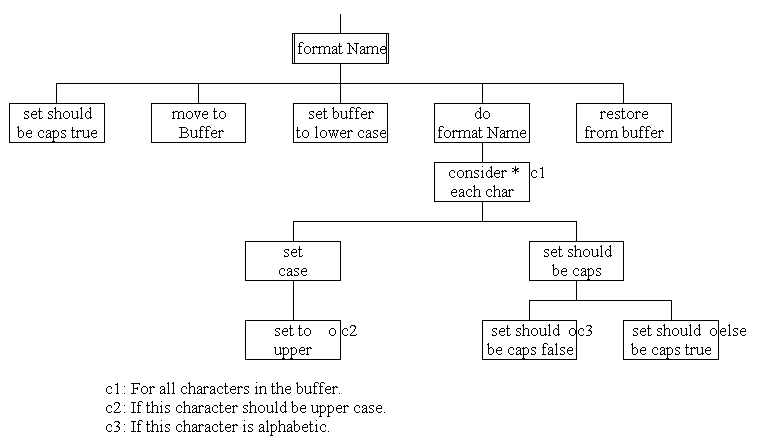 format Name
set should
be caps true
move to
Buffer
set buffer
to lower case
do
format Name
restore
from buffer
consider * c1
each char
set
case
set should
be caps
set to o c2
upper
set should o c3
be caps false
set should o else
be caps true
c1: For all characters in the buffer.
c2: If this character should be upper case.
c3: If this character is alphabetic.